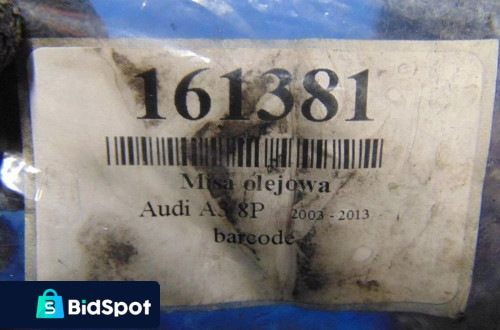 161381
Misa olejowa
Audi A3 8P 2003 - 2013
barcode
S BidSpot